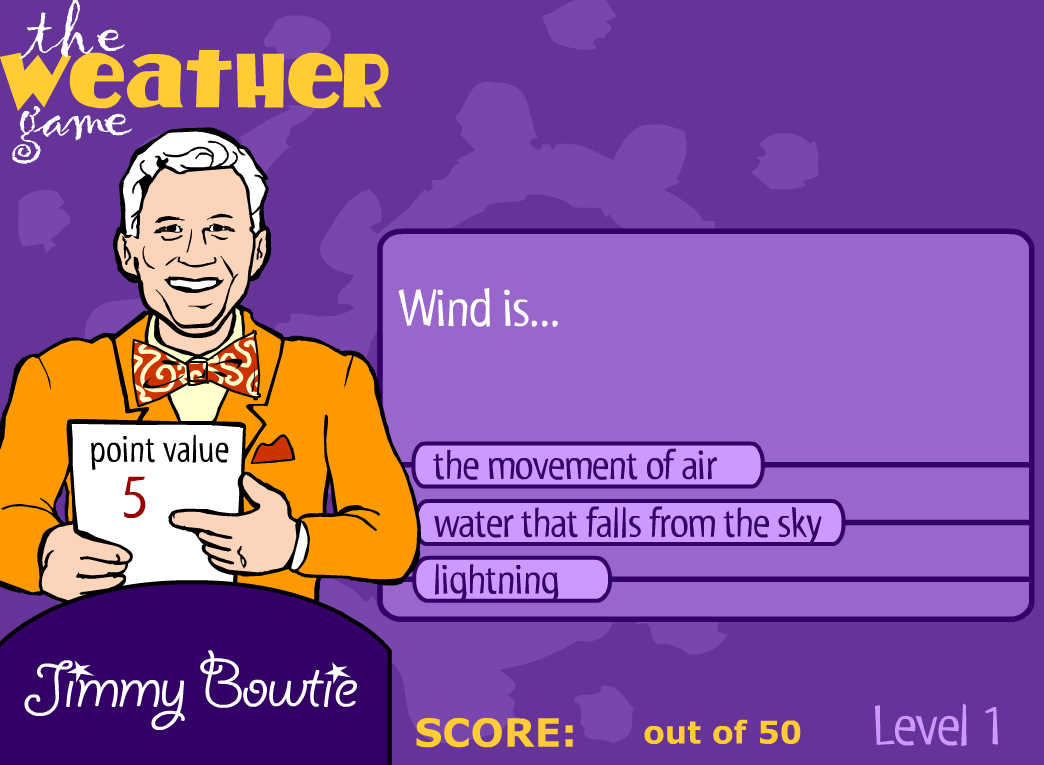 the
WEATHER
game
Wind is...
point value
5
the movement of air
water that falls from the sky
lightning
Jimmy Bowtie
SCORE: out of 50
Level 1